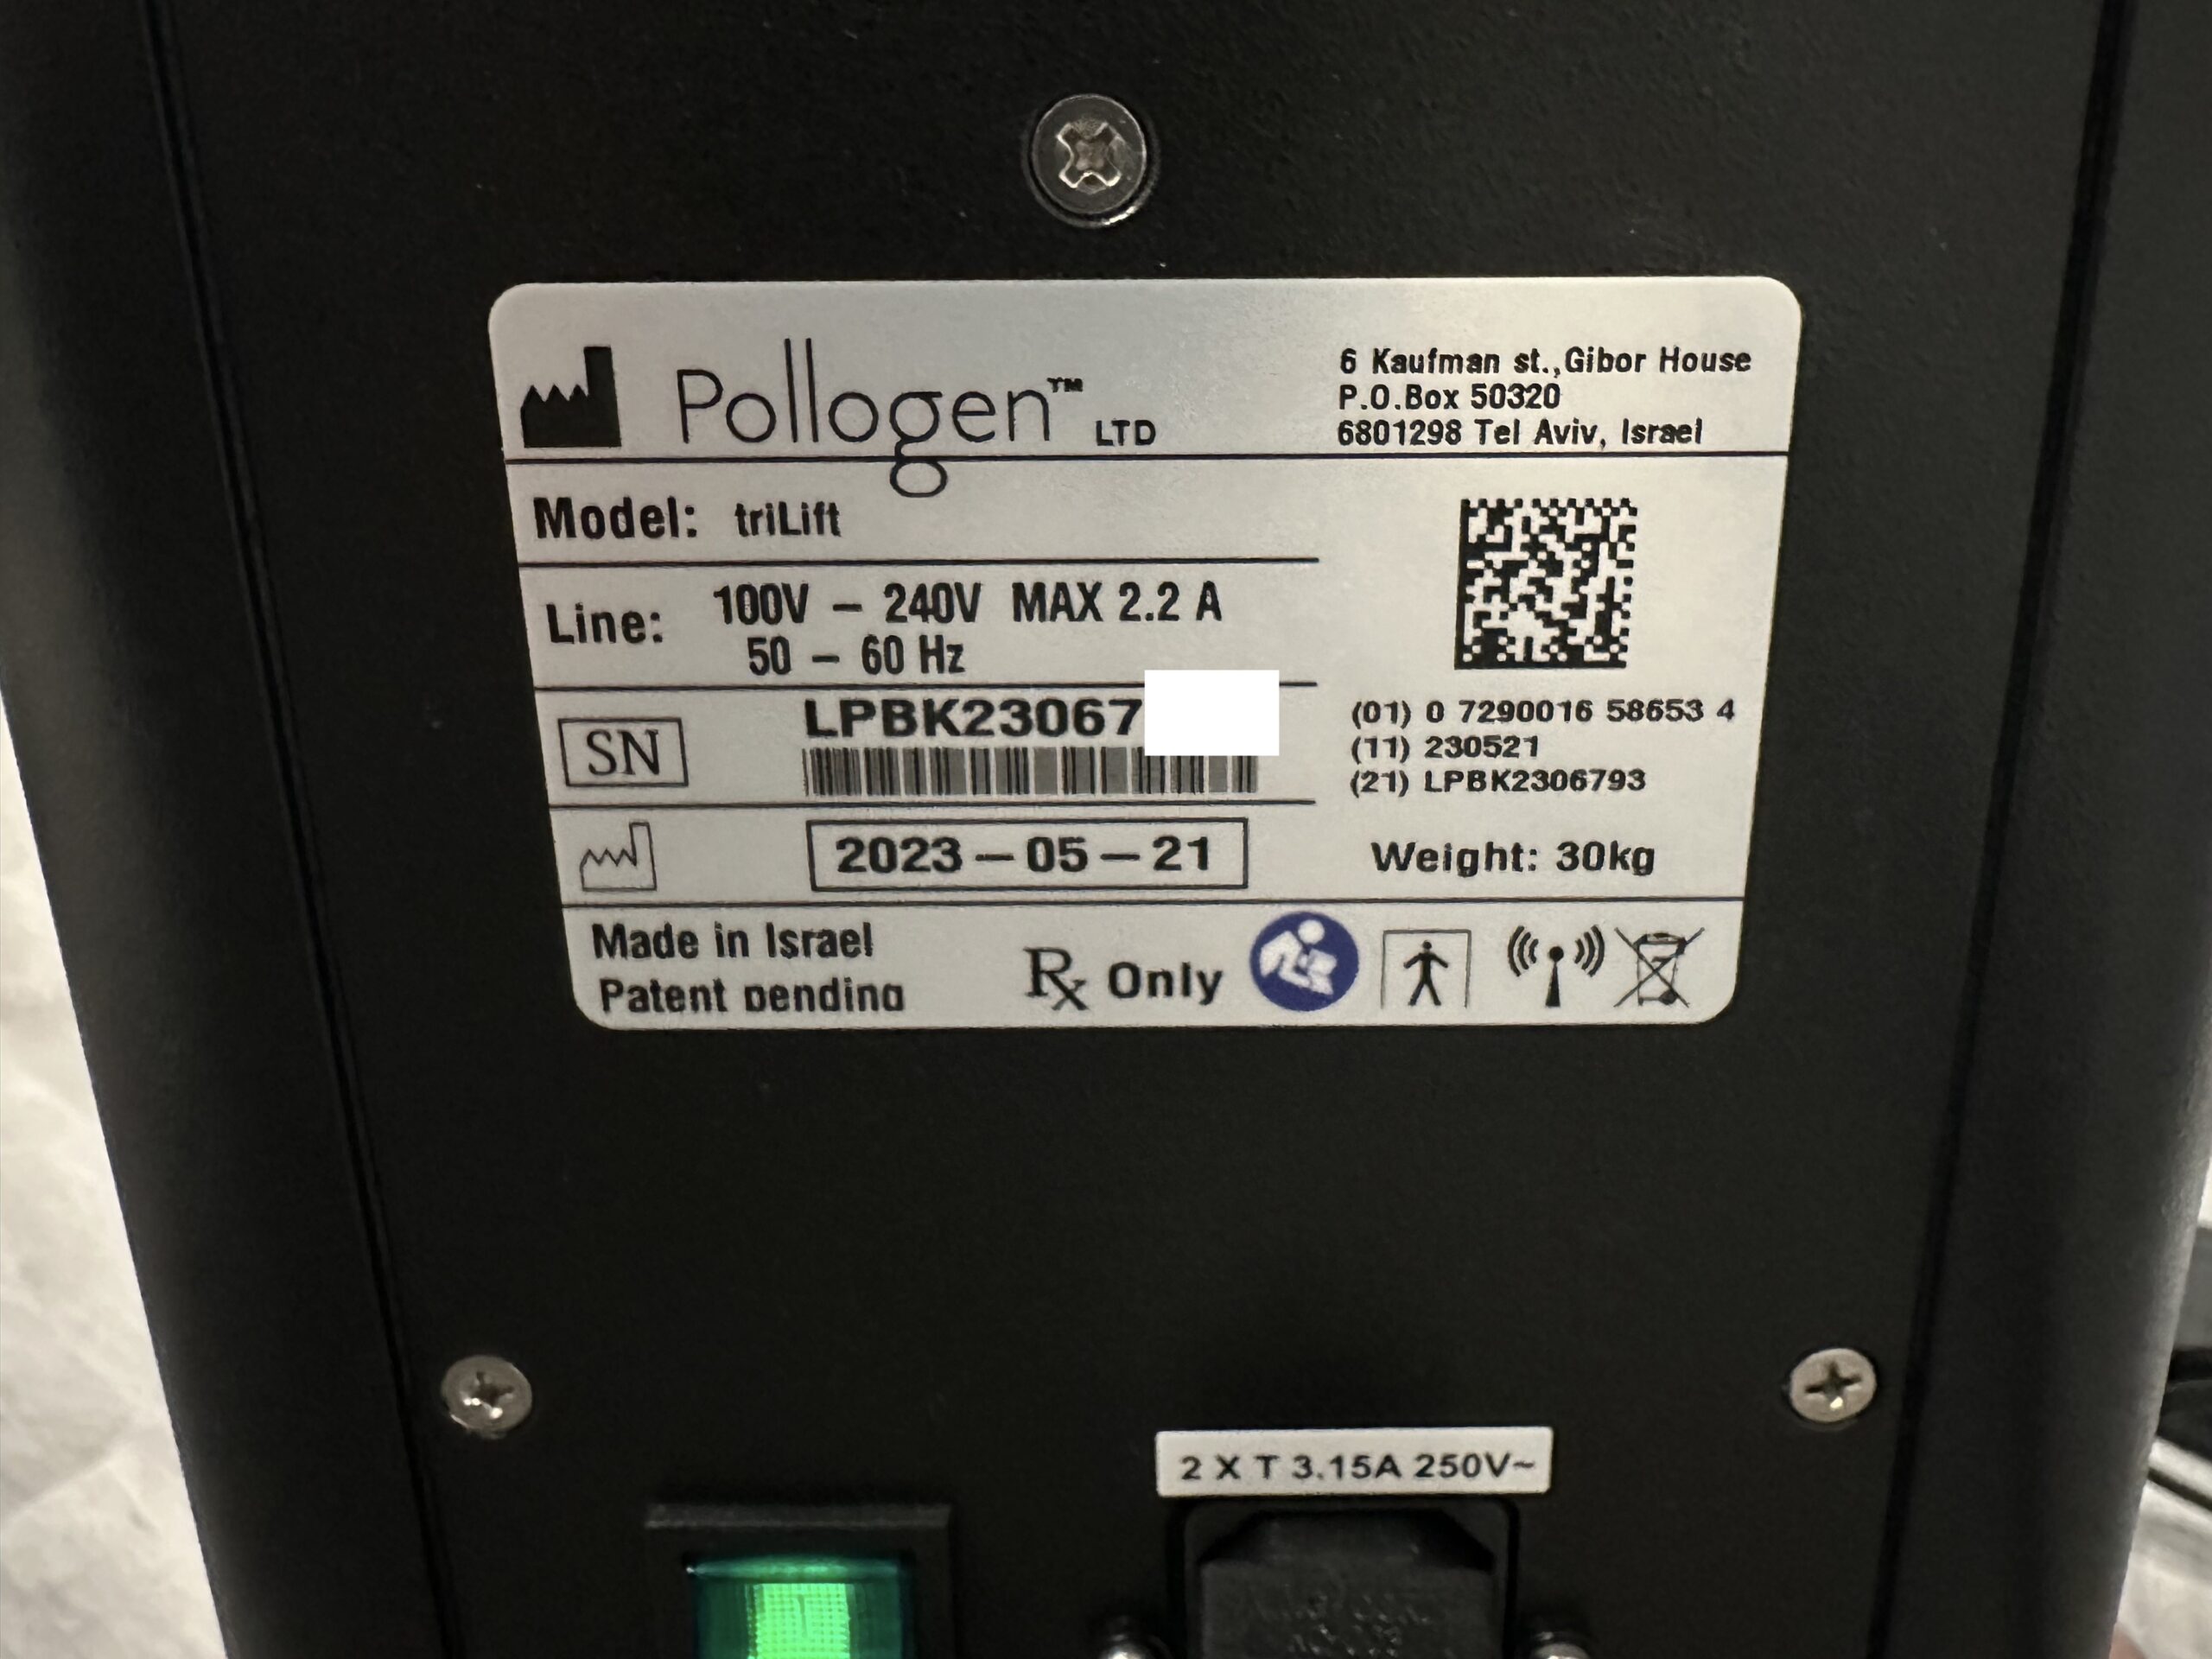 Pollogen™ LTD
6 Kaufman st.,Gibor House
P.O.Box 50320
6801298 Tel Aviv, Israel
Model: triLift
Line: 100V – 240V MAX 2.2 A
50 – 60 Hz
SN LPBK23067
(01) 0 7290016 58653 4
(11) 230521
(21) LPBK2306793
2023 – 05 – 21
Weight: 30kg
Made in Israel
Patent pending
Rx Only
2 X T 3.15A 250V~